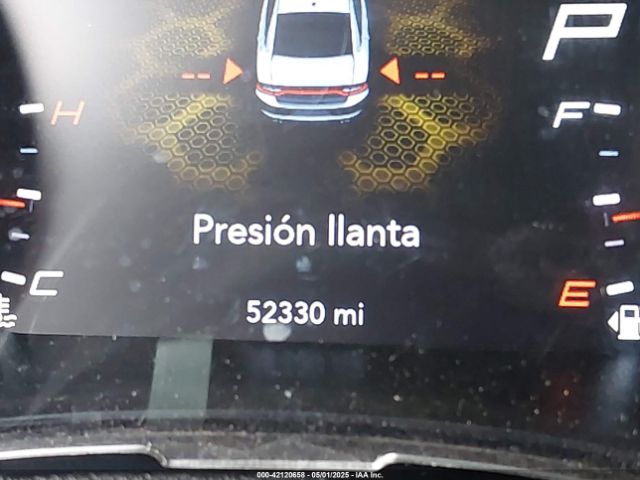 P
-- --
H F
Presión llanta
C E
52330 mi
000-42120658 - 05/01/2025 - IAA Inc.